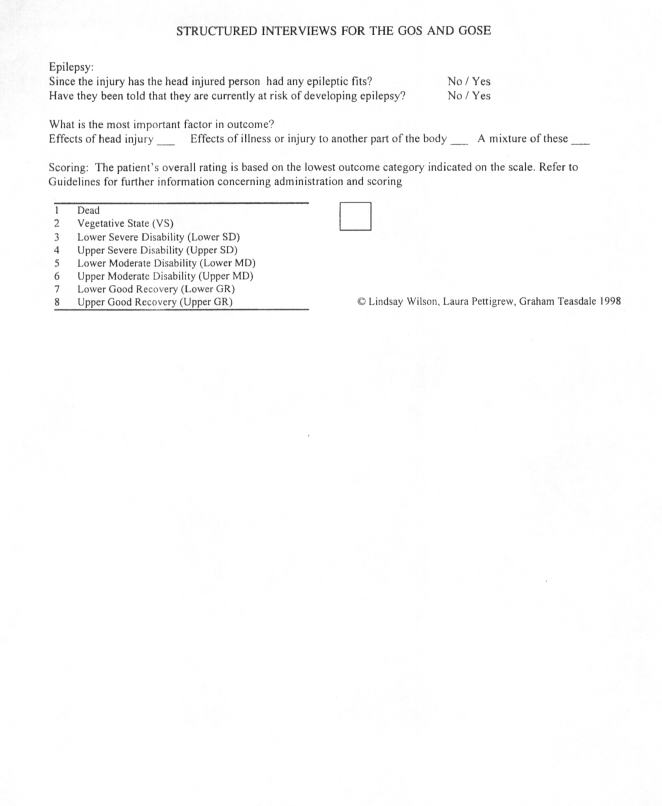 STRUCTURED INTERVIEWS FOR THE GOS AND GOSE
Epilepsy:
Since the injury has the head injured person had any epileptic fits? No / Yes
Have they been told that they are currently at risk of developing epilepsy? No / Yes
What is the most important factor in outcome?
Effects of head injury ___ Effects of illness or injury to another part of the body ___ A mixture of these ___
Scoring: The patient's overall rating is based on the lowest outcome category indicated on the scale. Refer to
Guidelines for further information concerning administration and scoring
1 Dead
2 Vegetative State (VS)
3 Lower Severe Disability (Lower SD)
4 Upper Severe Disability (Upper SD)
5 Lower Moderate Disability (Lower MD)
6 Upper Moderate Disability (Upper MD)
7 Lower Good Recovery (Lower GR)
8 Upper Good Recovery (Upper GR)
© Lindsay Wilson, Laura Pettigrew, Graham Teasdale 1998